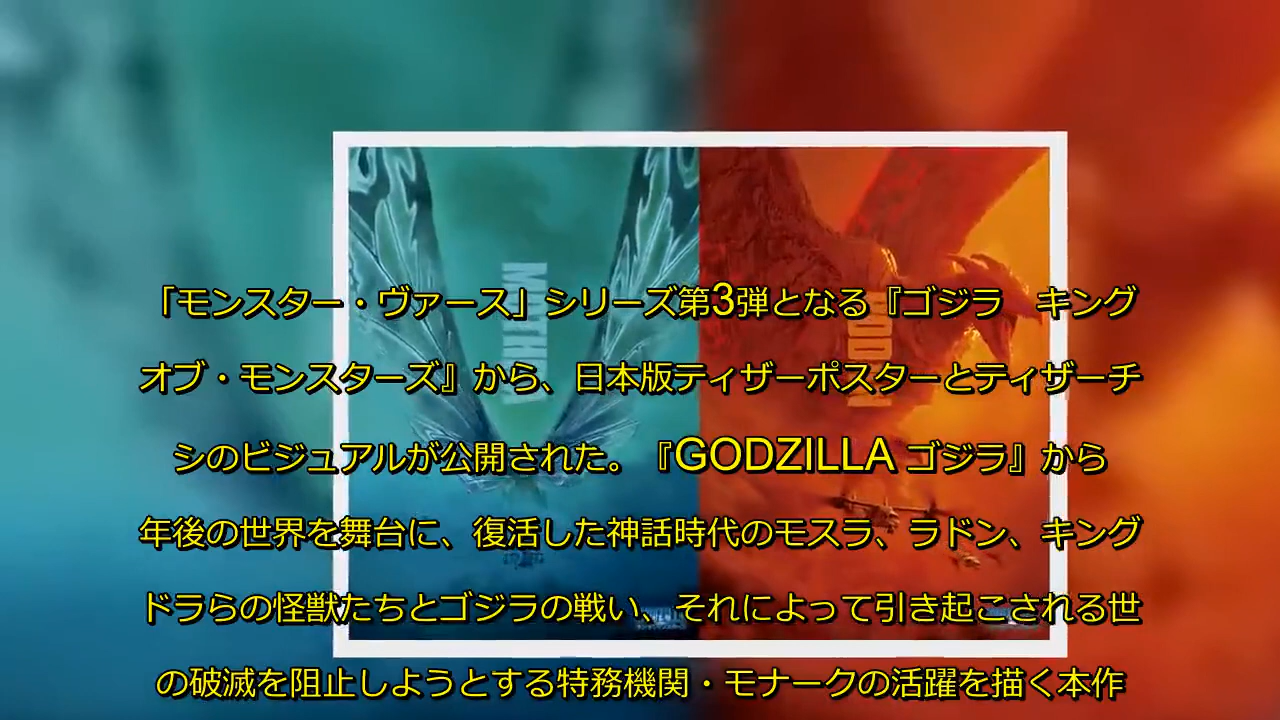 「モンスター・ヴァース」シリーズ第3弾となる『ゴジラ　キング
オブ・モンスターズ』から、日本版ティザーポスターとティザーチ
シのビジュアルが公開された。『GODZILLA ゴジラ』から
年後の世界を舞台に、復活した神話時代のモスラ、ラドン、キング
ドラらの怪獣たちとゴジラの戦い、それによって引き起こされる世
の破滅を阻止しようとする特務機関・モナークの活躍を描く本作
MOTHRA